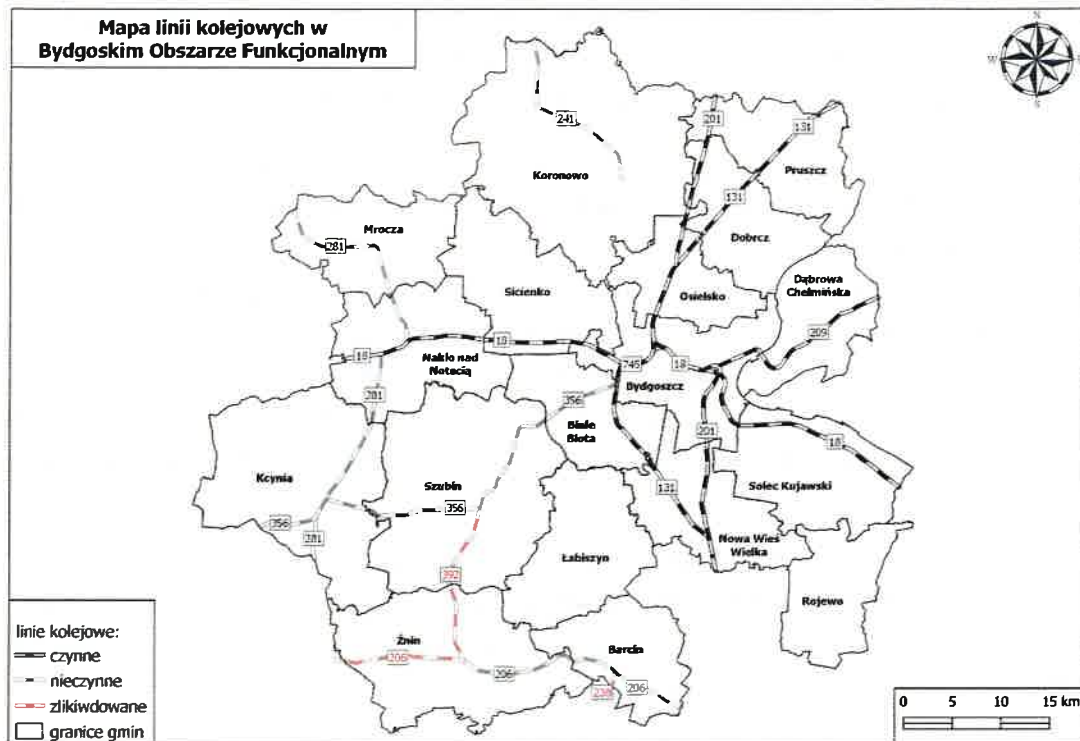 Mapa linii kolejowych w
Bydgoskim Obszarze Funkcjonalnym
N
W
S
201
131
241
Pruszcz
Koronowo
131
Mrocza
Dobrcz
281
Dąbrowa
Chełmińska
Sicienko
Osielsko
209
18
18
18
Nakło nad
Notecią
745
Bydgoszcz
281
356
Białe
Błota
201
18
Kcynia
Szubin
Solec Kujawski
131
356
356
281
Nowa Wieś
Wielka
Łabiszyn
392
Rojewo
linie kolejowe:
czynne
nieczynne
zlikiwdowane
granice gmin
Żnin
Barcin
206
206
206
238
0 5 10 15 km